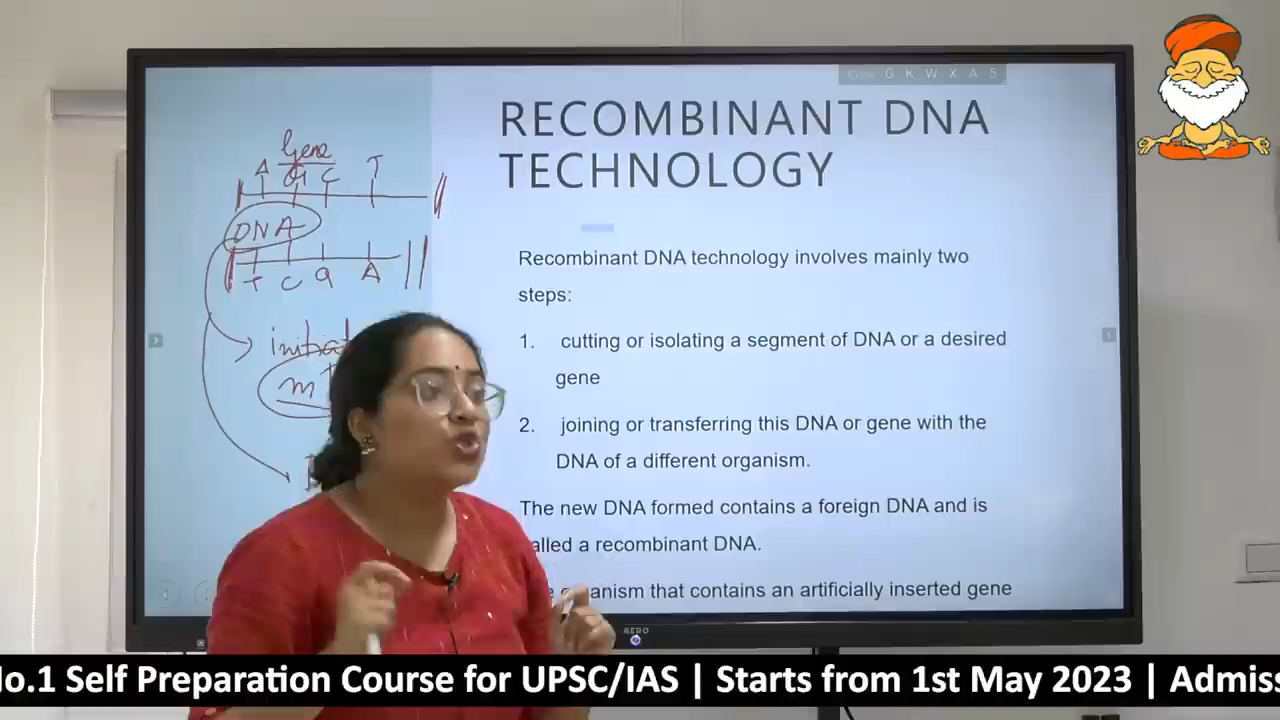 G K W X A 5
RECOMBINANT DNA
TECHNOLOGY
Gene
A G C T
DNA
T C G A
m
Recombinant DNA technology involves mainly two
steps:
1. cutting or isolating a segment of DNA or a desired
gene
2. joining or transferring this DNA or gene with the
DNA of a different organism.
The new DNA formed contains a foreign DNA and is
alled a recombinant DNA.
organism that contains an artificially inserted gene
o.1 Self Preparation Course for UPSC/IAS | Starts from 1st May 2023 | Admiss